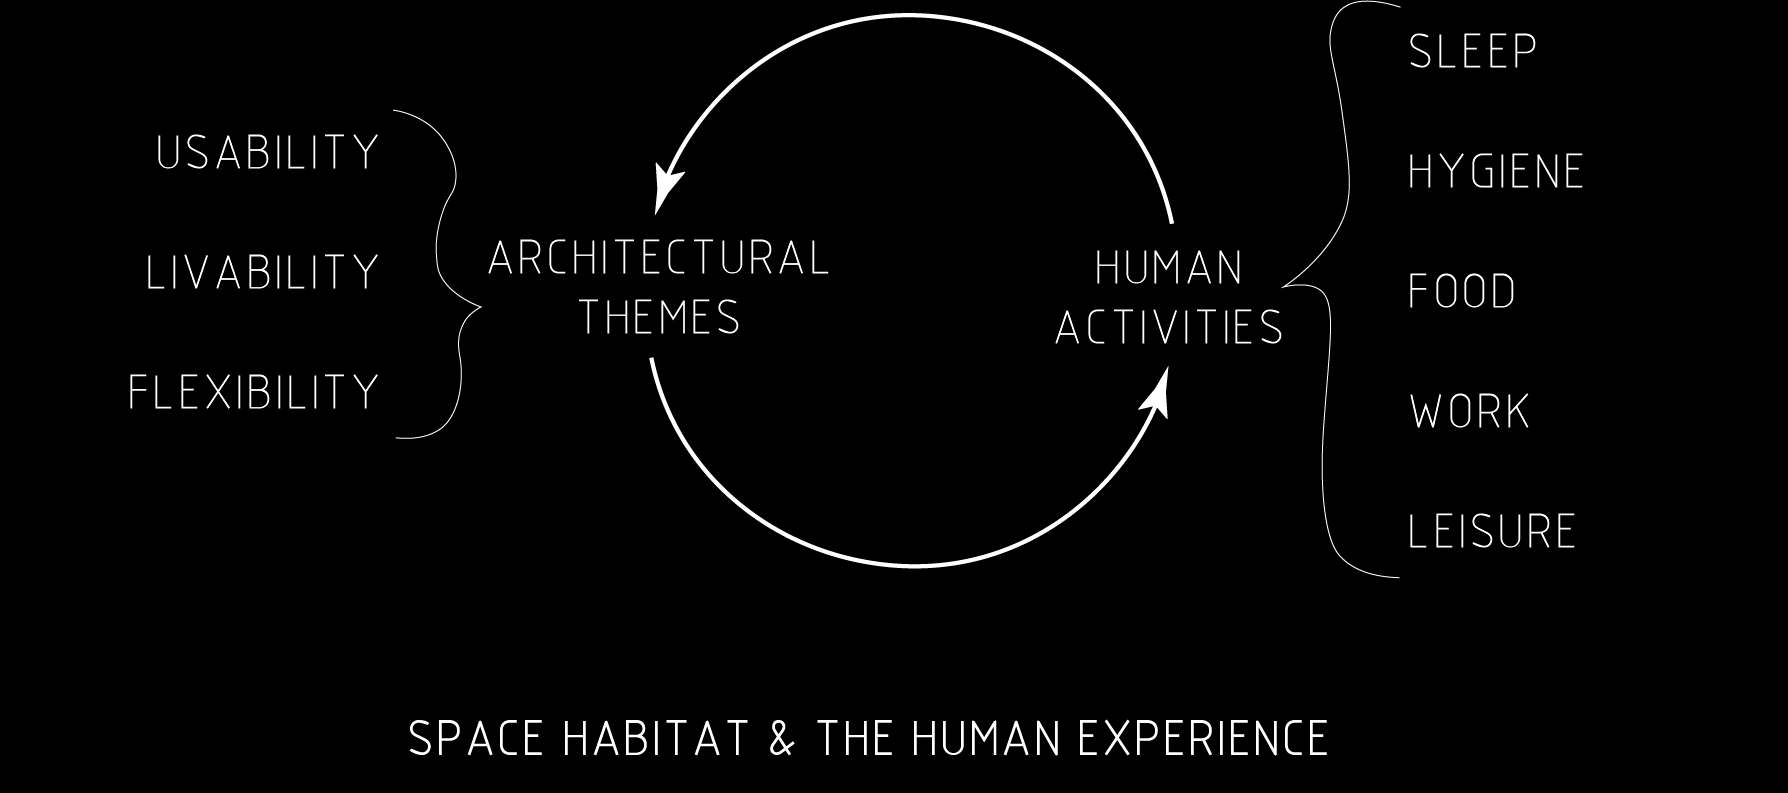 USABILITY
LIVABILITY
FLEXIBILITY
ARCHITECTURAL
THEMES
HUMAN
ACTIVITIES
SLEEP
HYGIENE
FOOD
WORK
LEISURE
SPACE HABITAT & THE HUMAN EXPERIENCE